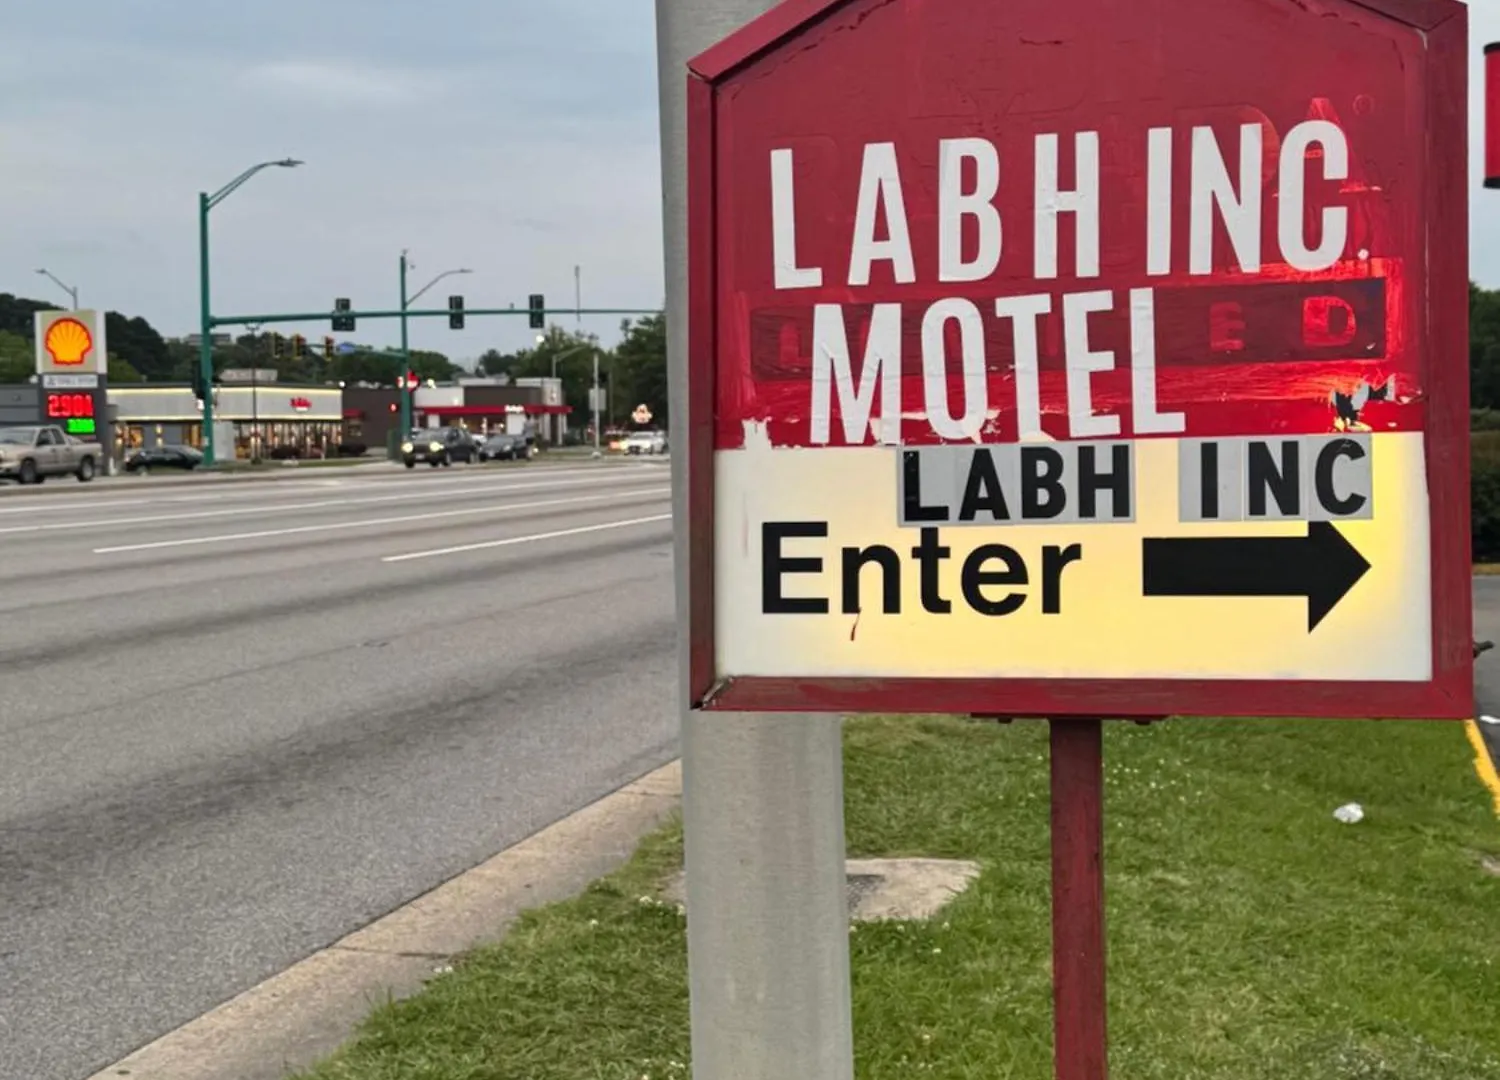 LABH INC.
MOTEL
LABH INC
Enter